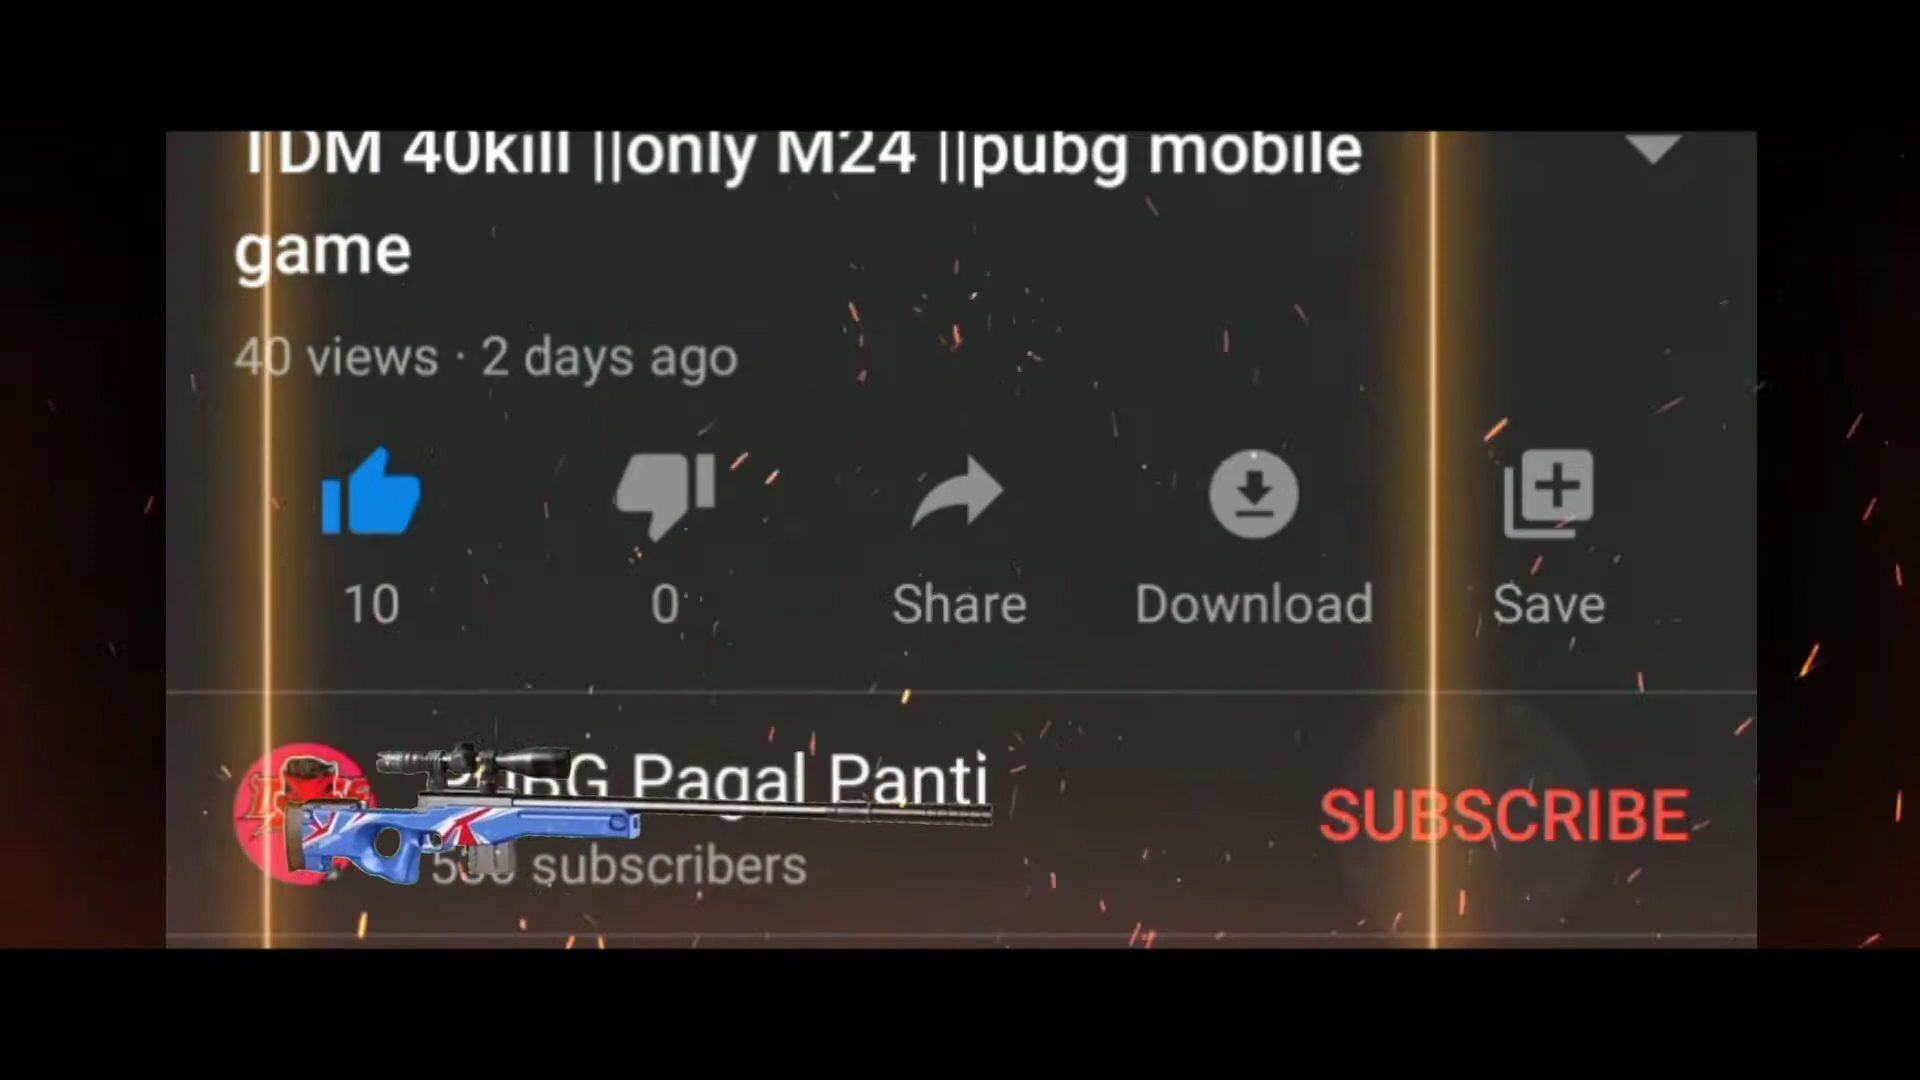 TDM 40kill ||only M24 ||pubg mobile
game
40 views · 2 days ago
10
0
Share
Download
Save
PUBG Pagal Panti
subscribers
SUBSCRIBE